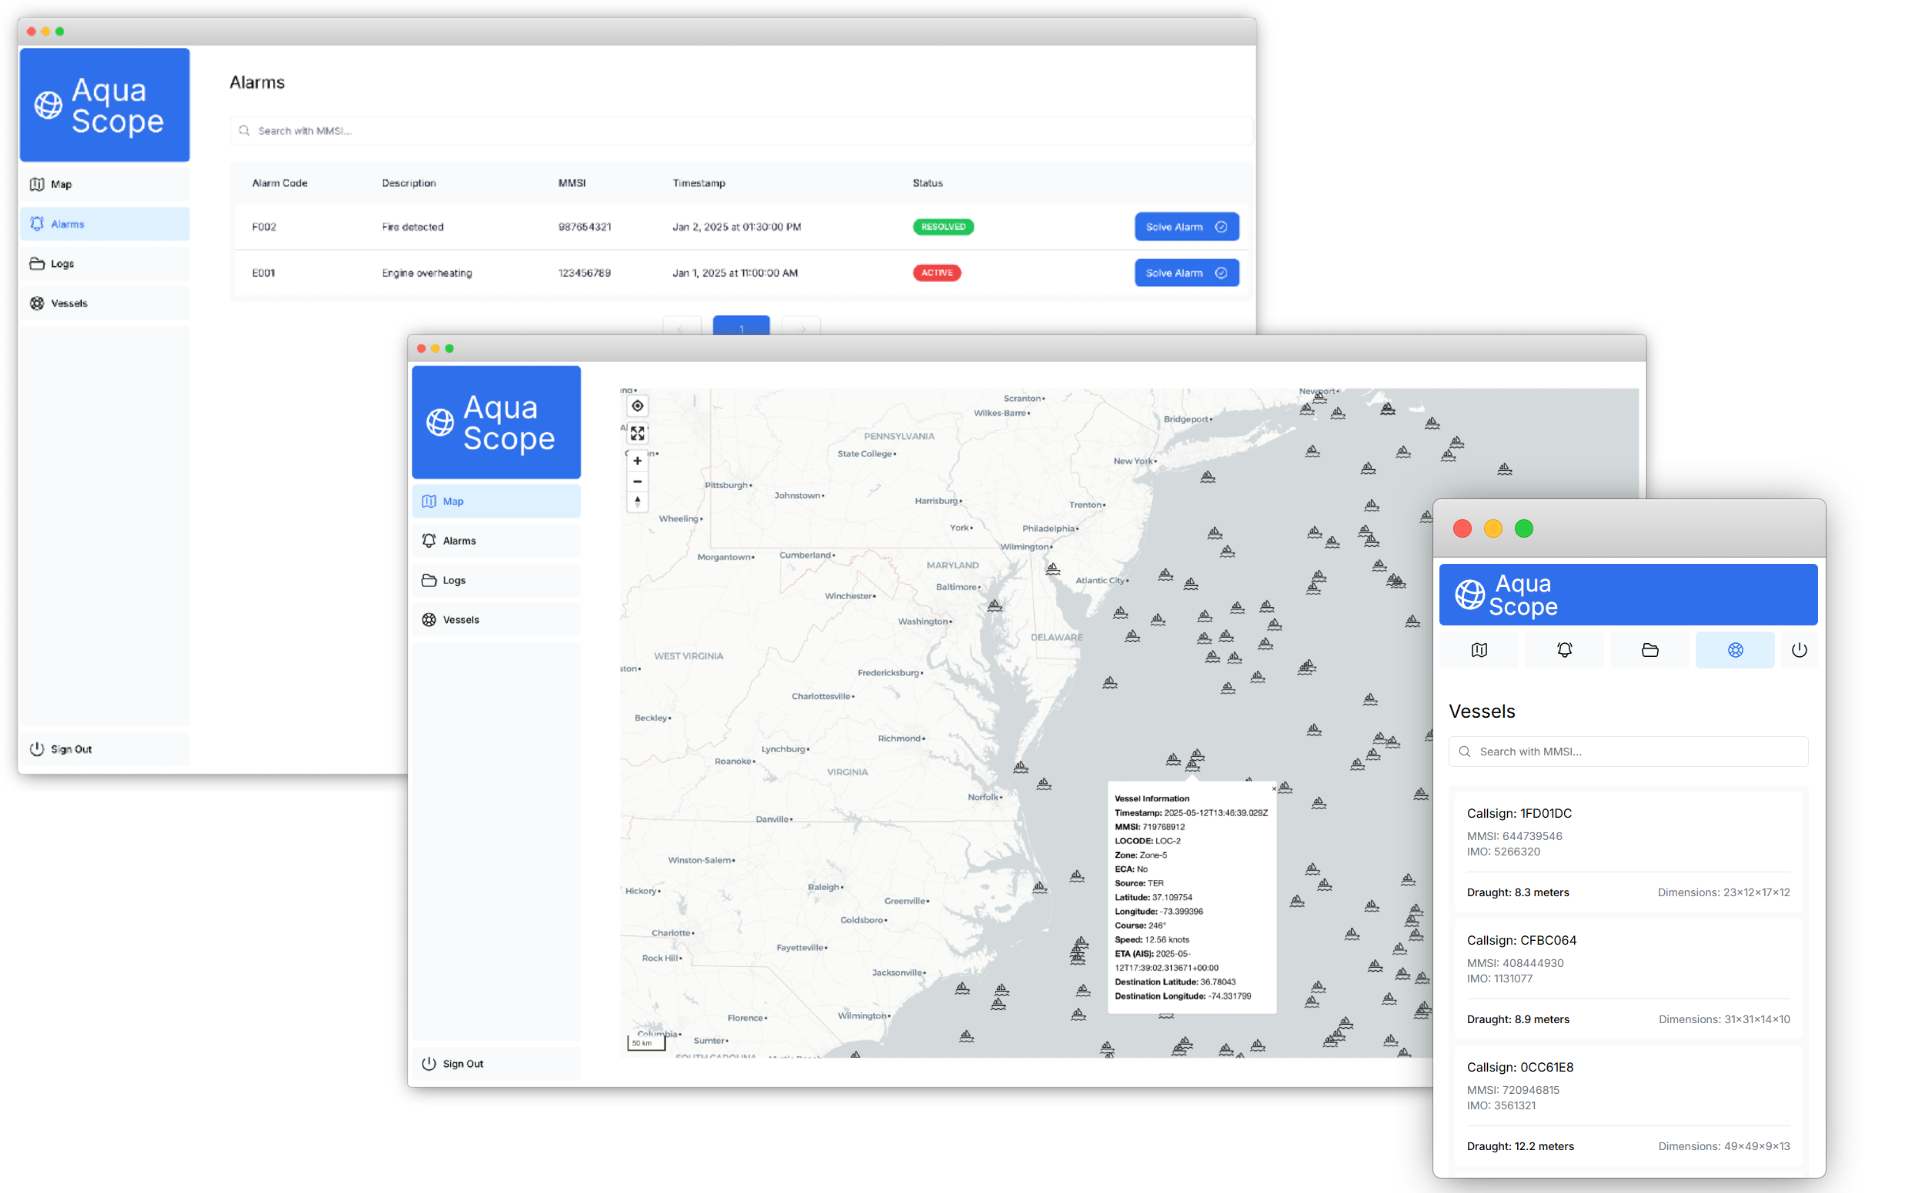 Aqua
Scope
Map
Alarms
Logs
Vessels
Sign Out
Alarms
Search with MMSI...
Alarm Code Description MMSI Timestamp Status
F002 Fire detected 987654321 Jan 2, 2025 at 01:30:00 PM RESOLVED Solve Alarm
E001 Engine overheating 123456789 Jan 1, 2025 at 11:00:00 AM ACTIVE Solve Alarm
1
Aqua
Scope
Map
Alarms
Logs
Vessels
Sign Out
Newport
Scranton
Wilkes-Barre
Bridgeport
PENNSYLVANIA
State College
New York
Pittsburgh
Johnstown
Harrisburg
Trenton
Wheeling
York
Philadelphia
Wilmington
Morgantown
Cumberland
MARYLAND
Baltimore
Atlantic City
Winchester
Washington
DELAWARE
WEST VIRGINIA
ston
Fredericksburg
Charlottesville
Beckley
Richmond
Lynchburg
Roanoke
VIRGINIA
Norfolk
Danville
Winston-Salem
Hickory
Raleigh
Greenville
Goldsboro
Charlotte
Fayetteville
Rock Hill
Jacksonville
Florence
Wilmington
Columbia
Sumter
SOUTH CAROLINA
50 km
Vessel Information
Timestamp: 2025-05-12T13:46:39.029Z
MMSI: 719768912
LOCODE: LOC-2
Zone: Zone-5
ECA: No
Source: TER
Latitude: 37.109754
Longitude: -73.399396
Course: 246°
Speed: 12.56 knots
ETA (AIS): 2025-05-
12T17:39:02.313671+00:00
Destination Latitude: 36.78043
Destination Longitude: -74.331799
Aqua
Scope
Vessels
Search with MMSI...
Callsign: 1FD01DC
MMSI: 644739546
IMO: 5266320
Draught: 8.3 meters Dimensions: 23×12×17×12
Callsign: CFBC064
MMSI: 408444930
IMO: 1131077
Draught: 8.9 meters Dimensions: 31×31×14×10
Callsign: 0CC61E8
MMSI: 720946815
IMO: 3561321
Draught: 12.2 meters Dimensions: 49×49×9×13